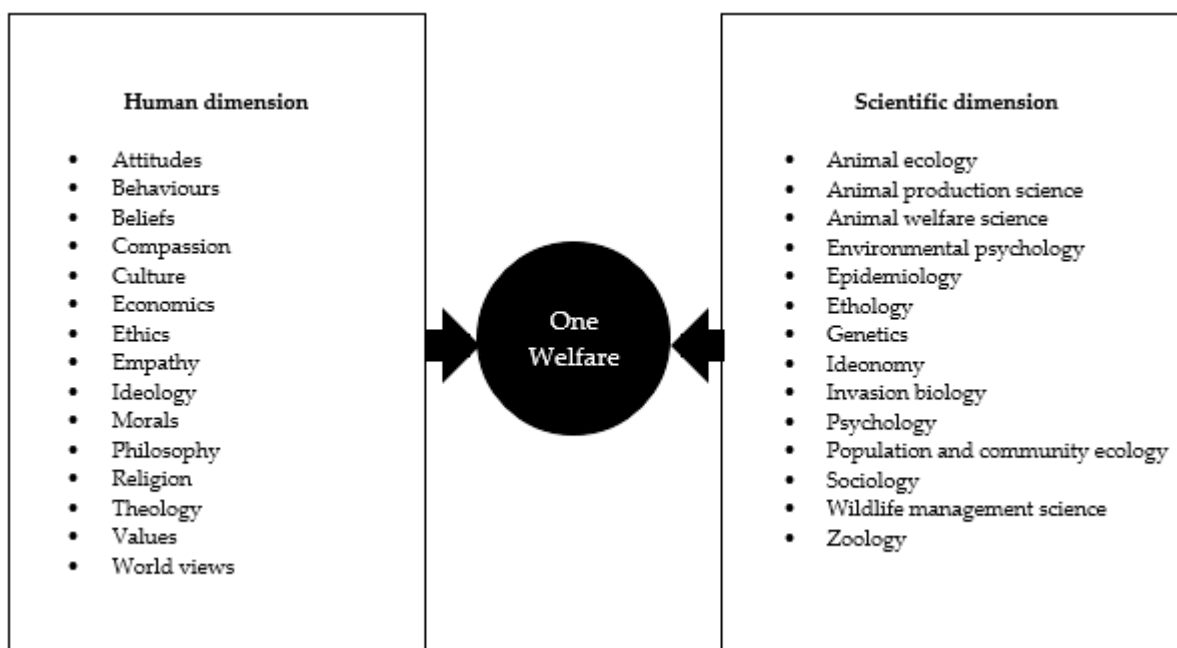 Human dimension
• Attitudes
• Behaviours
• Beliefs
• Compassion
• Culture
• Economics
• Ethics
• Empathy
• Ideology
• Morals
• Philosophy
• Religion
• Theology
• Values
• World views
One
Welfare
Scientific dimension
• Animal ecology
• Animal production science
• Animal welfare science
• Environmental psychology
• Epidemiology
• Ethology
• Genetics
• Ideonomy
• Invasion biology
• Psychology
• Population and community ecology
• Sociology
• Wildlife management science
• Zoology